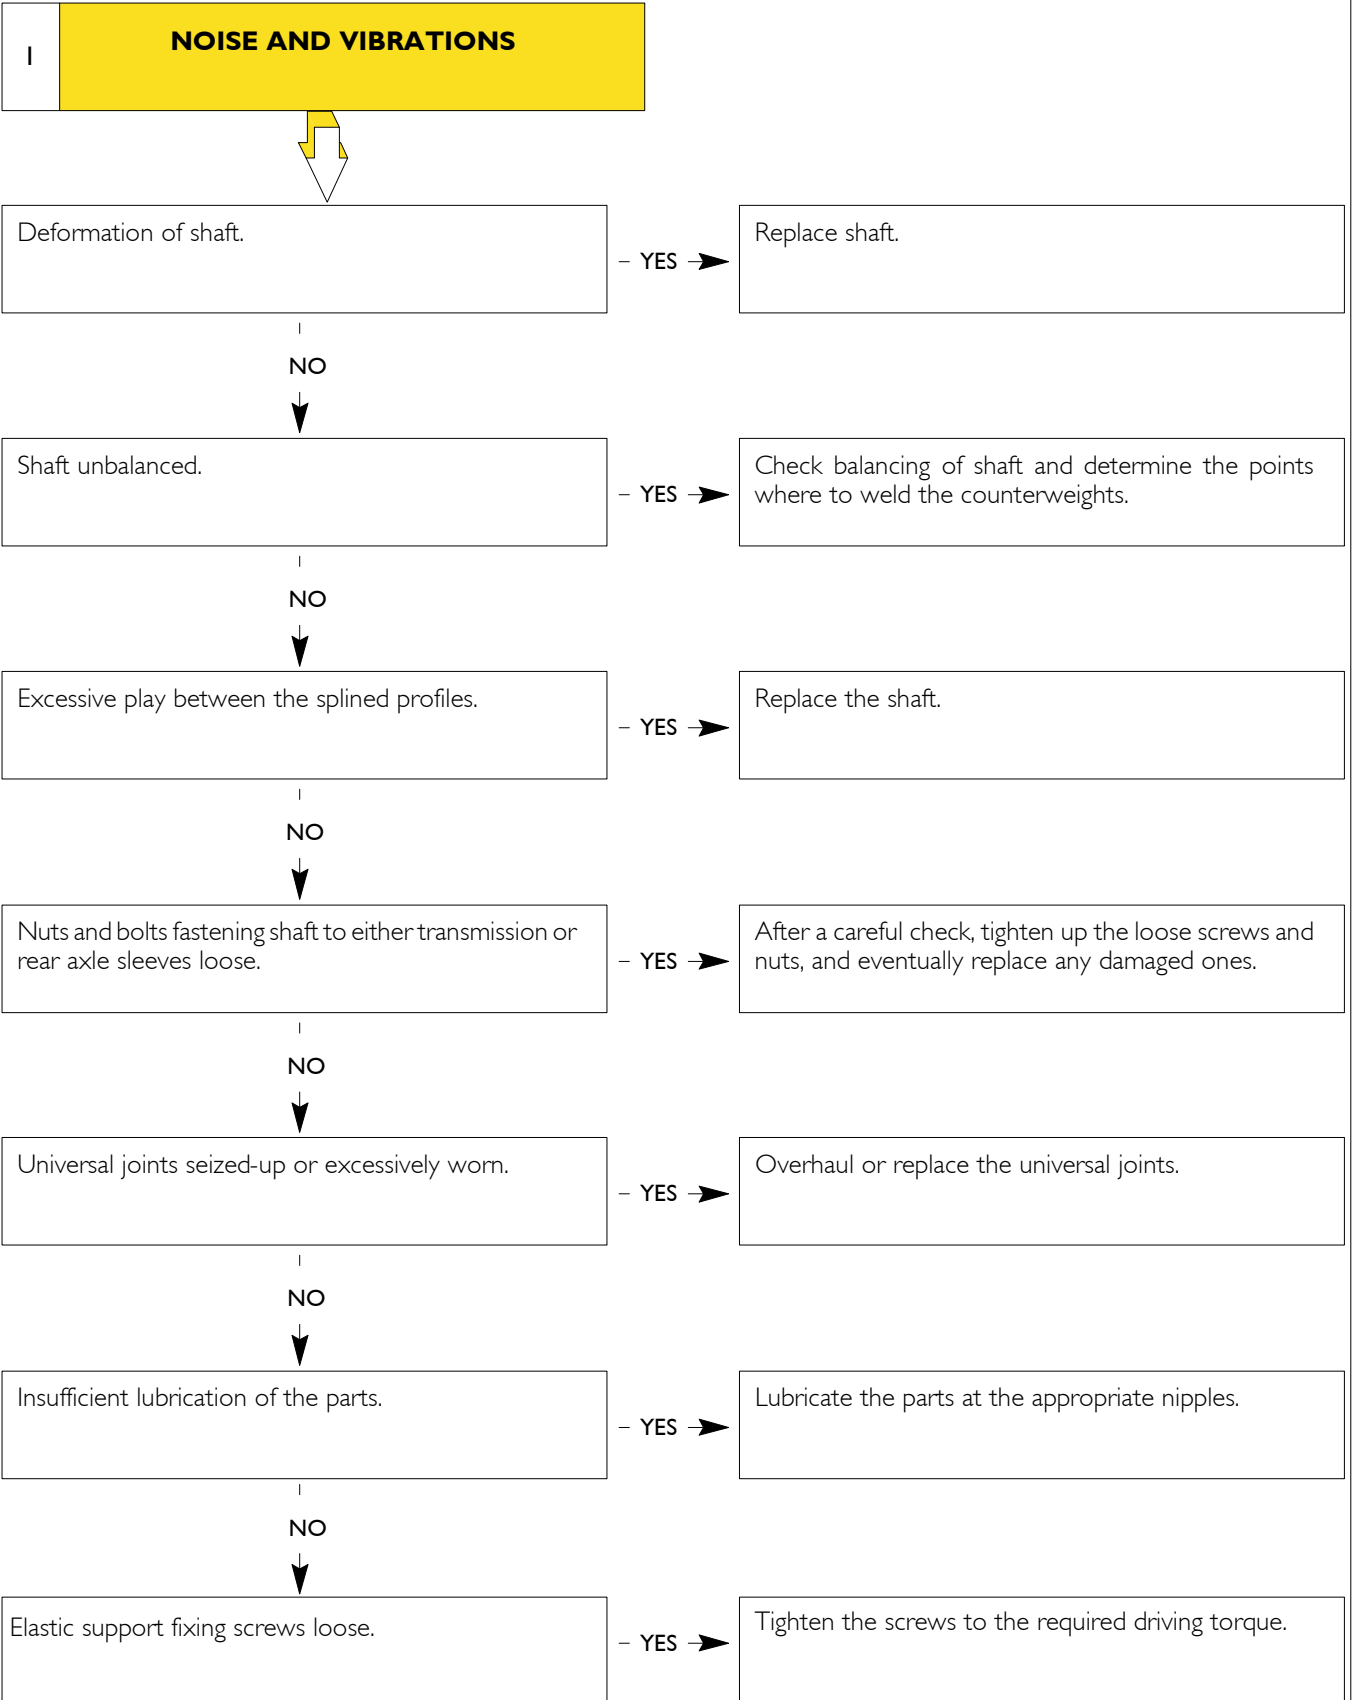 1
NOISE AND VIBRATIONS
Deformation of shaft.
YES
Replace shaft.
NO
Shaft unbalanced.
YES
Check balancing of shaft and determine the points
where to weld the counterweights.
NO
Excessive play between the splined profiles.
YES
Replace the shaft.
NO
Nuts and bolts fastening shaft to either transmission or
rear axle sleeves loose.
YES
After a careful check, tighten up the loose screws and
nuts, and eventually replace any damaged ones.
NO
Universal joints seized-up or excessively worn.
YES
Overhaul or replace the universal joints.
NO
Insufficient lubrication of the parts.
YES
Lubricate the parts at the appropriate nipples.
NO
Elastic support fixing screws loose.
YES
Tighten the screws to the required driving torque.